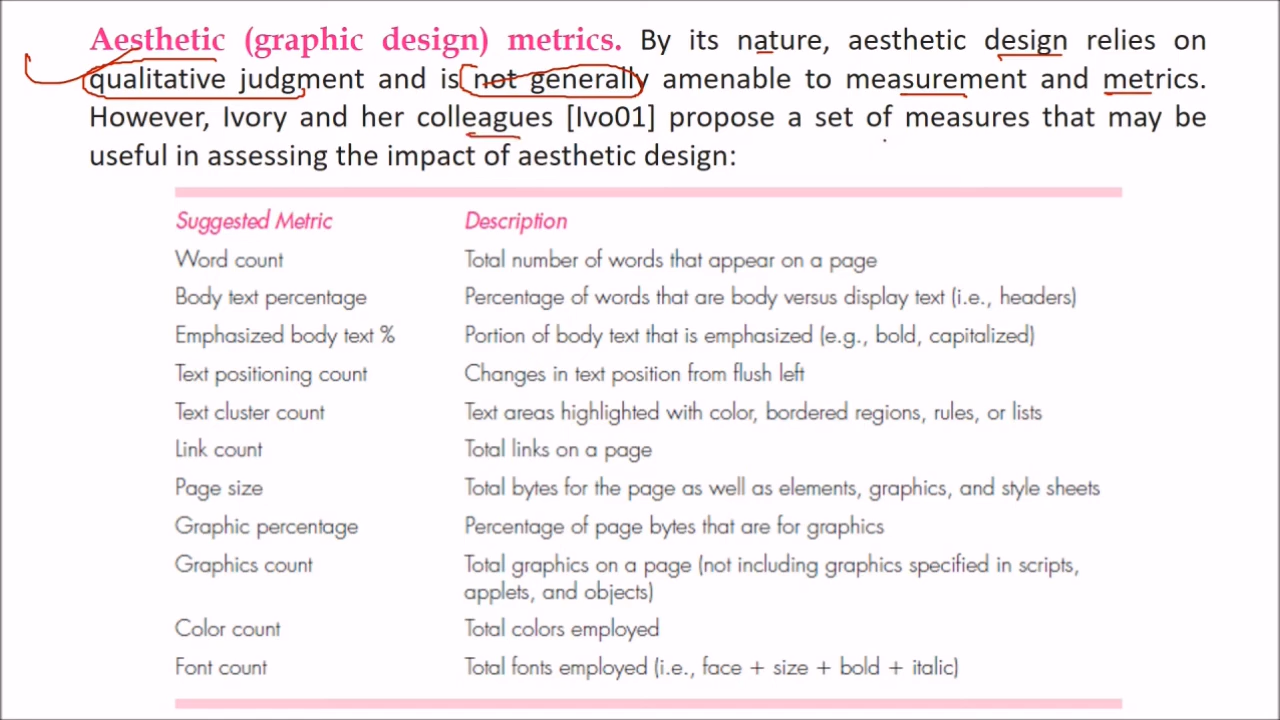 Aesthetic (graphic design) metrics. By its nature, aesthetic design relies on
qualitative judgment and is not generally amenable to measurement and metrics.
However, Ivory and her colleagues [Ivo01] propose a set of measures that may be
useful in assessing the impact of aesthetic design:
Suggested Metric Description
Word count Total number of words that appear on a page
Body text percentage Percentage of words that are body versus display text (i.e., headers)
Emphasized body text % Portion of body text that is emphasized (e.g., bold, capitalized)
Text positioning count Changes in text position from flush left
Text cluster count Text areas highlighted with color, bordered regions, rules, or lists
Link count Total links on a page
Page size Total bytes for the page as well as elements, graphics, and style sheets
Graphic percentage Percentage of page bytes that are for graphics
Graphics count Total graphics on a page (not including graphics specified in scripts,
applets, and objects)
Color count Total colors employed
Font count Total fonts employed (i.e., face + size + bold + italic)